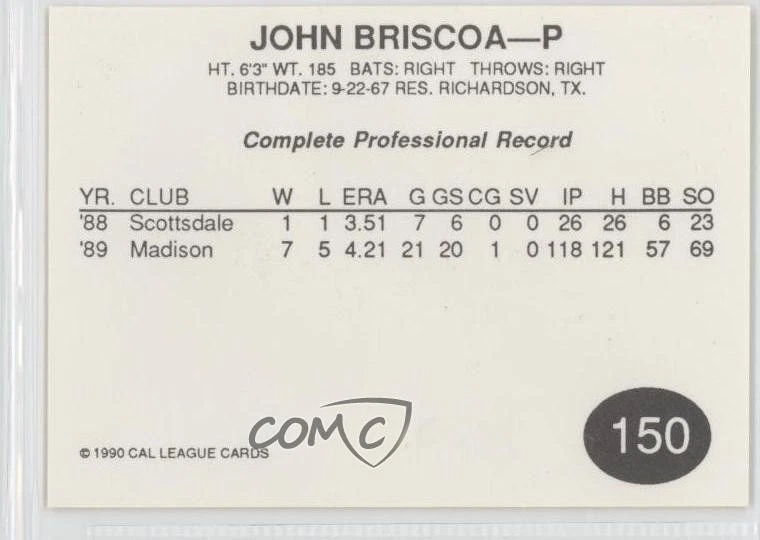 JOHN BRISCOA—P
HT. 6'3" WT. 185 BATS: RIGHT THROWS: RIGHT
BIRTHDATE: 9-22-67 RES. RICHARDSON, TX.
Complete Professional Record
YR. CLUB W L ERA G GS CG SV IP H BB SO
'88 Scottsdale 1 1 3.51 7 6 0 0 26 26 6 23
'89 Madison 7 5 4.21 21 20 1 0 118 121 57 69
COMC
150
© 1990 CAL LEAGUE CARDS